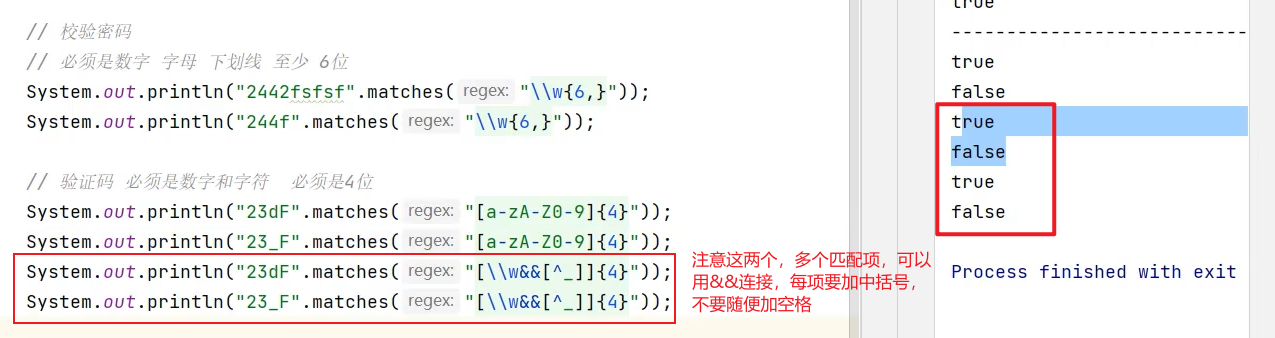 // 校验密码
// 必须是数字 字母 下划线 至少 6位
System.out.println("2442fsfsf".matches( regex: "\\w{6,}"));
System.out.println("244f".matches( regex: "\\w{6,}"));
// 验证码 必须是数字和字符  必须是4位
System.out.println("23dF".matches( regex: "[a-zA-Z0-9]{4}"));
System.out.println("23_F".matches( regex: "[a-zA-Z0-9]{4}"));
System.out.println("23dF".matches( regex: "[\\w&&[^_]]{4}"));
System.out.println("23_F".matches( regex: "[\\w&&[^_]]{4}"));
注意这两个，多个匹配项，可以
用&&连接，每项要加中括号，
不要随便加空格
true
----------------------------
true
false
true
false
true
false
Process finished with exit